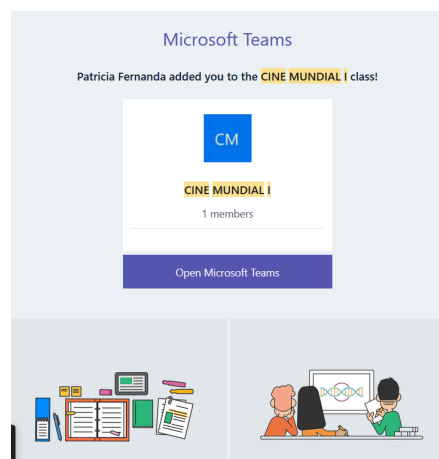 Microsoft Teams
Patricia Fernanda added you to the CINE MUNDIAL I class!
CM
CINE MUNDIAL I
1 members
Open Microsoft Teams